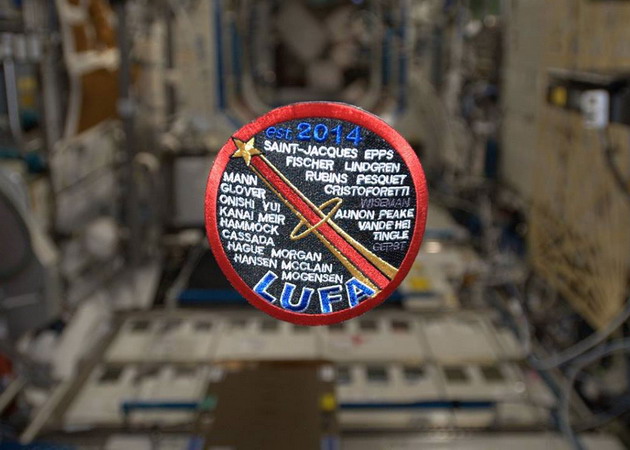 est. 2014
SAINT-JACQUES EPPS
FISCHER LINDGREN
RUBINS PESQUET
CRISTOFORETTI
WISEMAN
AUNON PEAKE
VANDE HEI
TINGLE
GERST
MANN
GLOVER
ONISHI YUI
KANAI MEIR
HAMMOCK
CASSADA
HAGUE MORGAN
HANSEN MCCLAIN
MOGENSEN
LUFA